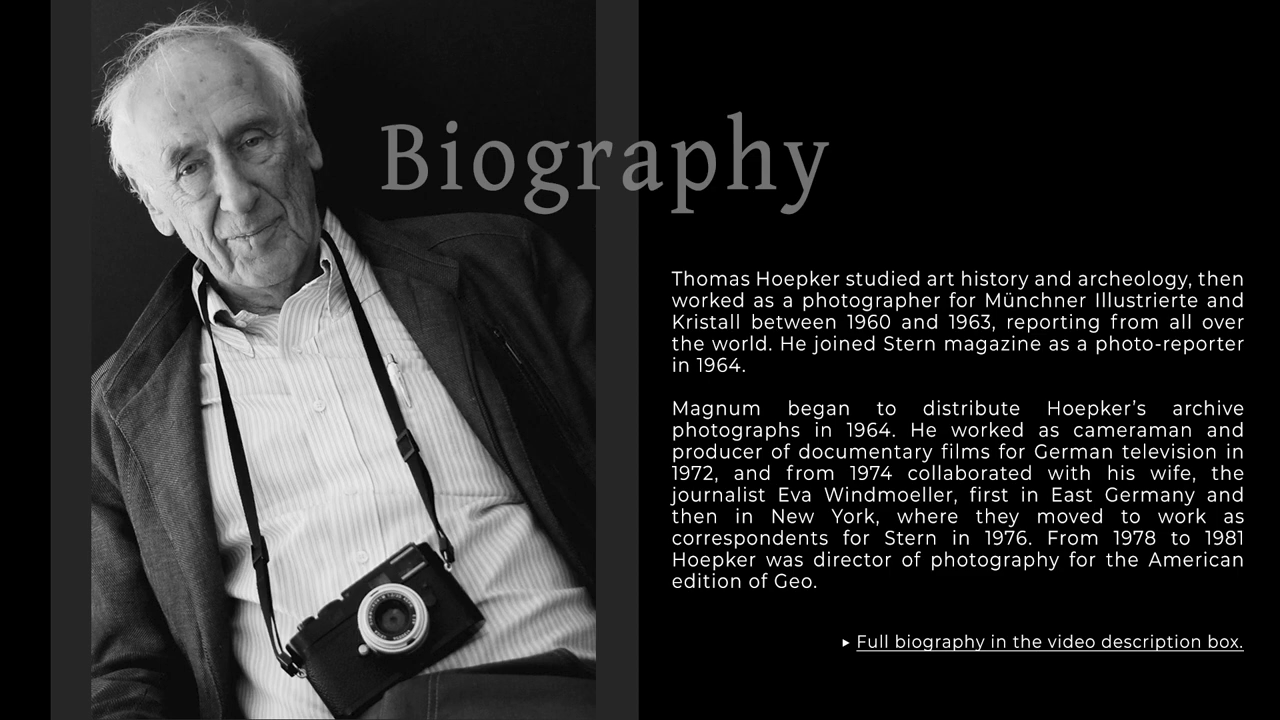 Biography
Thomas Hoepker studied art history and archeology, then
worked as a photographer for Münchner Illustrierte and
Kristall between 1960 and 1963, reporting from all over
the world. He joined Stern magazine as a photo-reporter
in 1964.
Magnum began to distribute Hoepker’s archive
photographs in 1964. He worked as cameraman and
producer of documentary films for German television in
1972, and from 1974 collaborated with his wife, the
journalist Eva Windmoeller, first in East Germany and
then in New York, where they moved to work as
correspondents for Stern in 1976. From 1978 to 1981
Hoepker was director of photography for the American
edition of Geo.
▸ Full biography in the video description box.